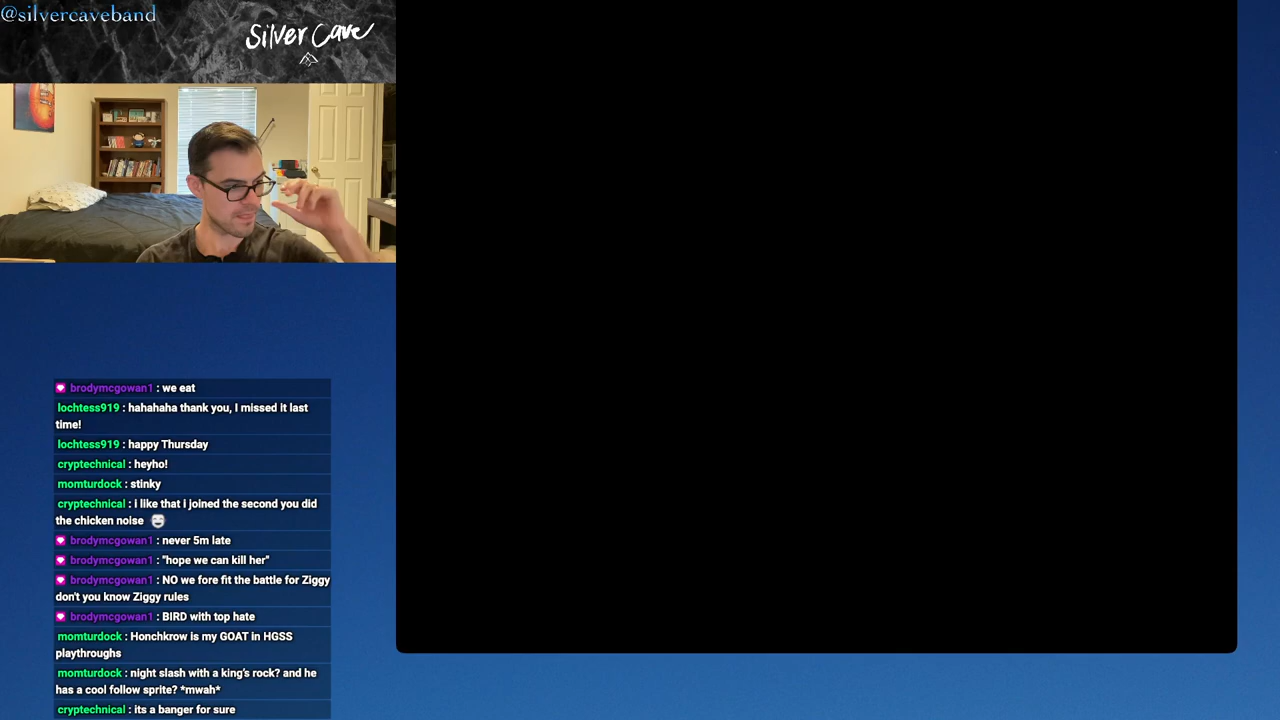 @silvercaveband
Silver Cave
brodymcgowan1 : we eat
lochtess919 : hahahaha thank you, I missed it last
time!
lochtess919 : happy Thursday
cryptechnical : heyho!
momturdock : stinky
cryptechnical : i like that i joined the second you did
the chicken noise
brodymcgowan1 : never 5m late
brodymcgowan1 : "hope we can kill her"
brodymcgowan1 : NO we fore fit the battle for Ziggy
don't you know Ziggy rules
brodymcgowan1 : BIRD with top hate
momturdock : Honchkrow is my GOAT in HGSS
playthroughs
momturdock : night slash with a king's rock? and he
has a cool follow sprite? *mwah*
cryptechnical : its a banger for sure